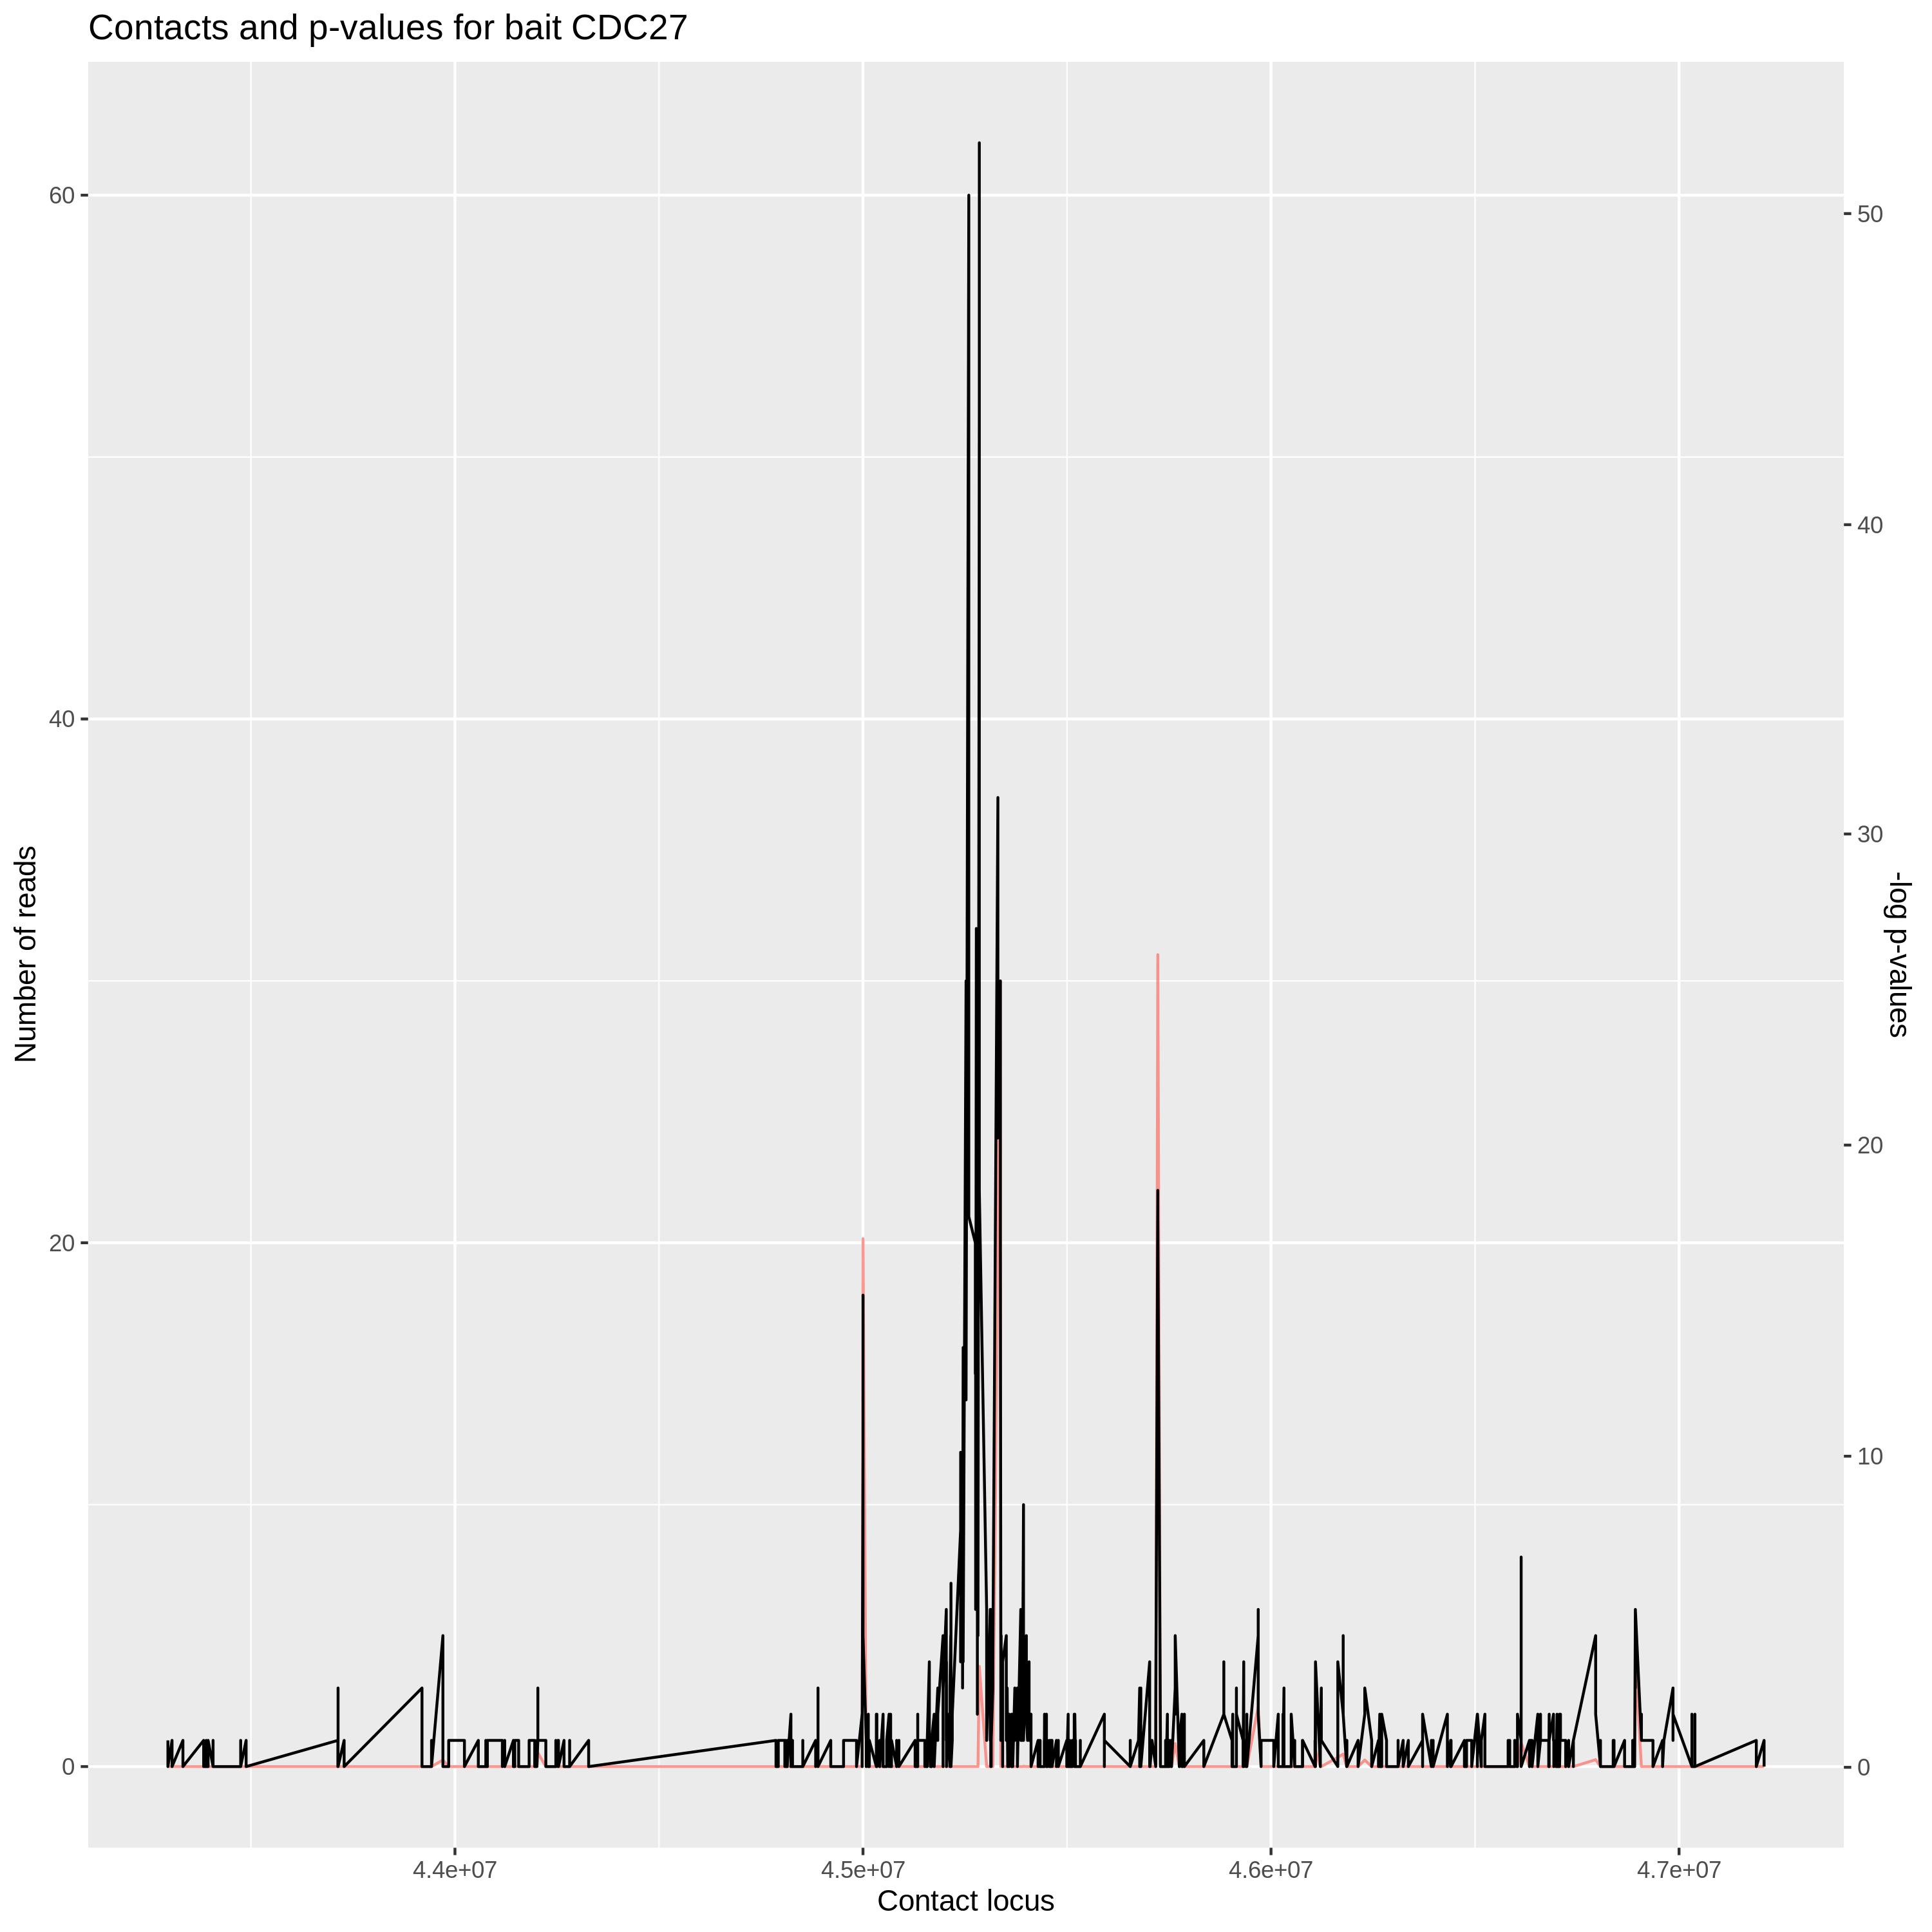 Contacts and p-values for bait CDC27
60
40
20
0
Number of reads
50
40
30
20
10
0
-log p-values
4.4e+07
4.5e+07
4.6e+07
4.7e+07
Contact locus